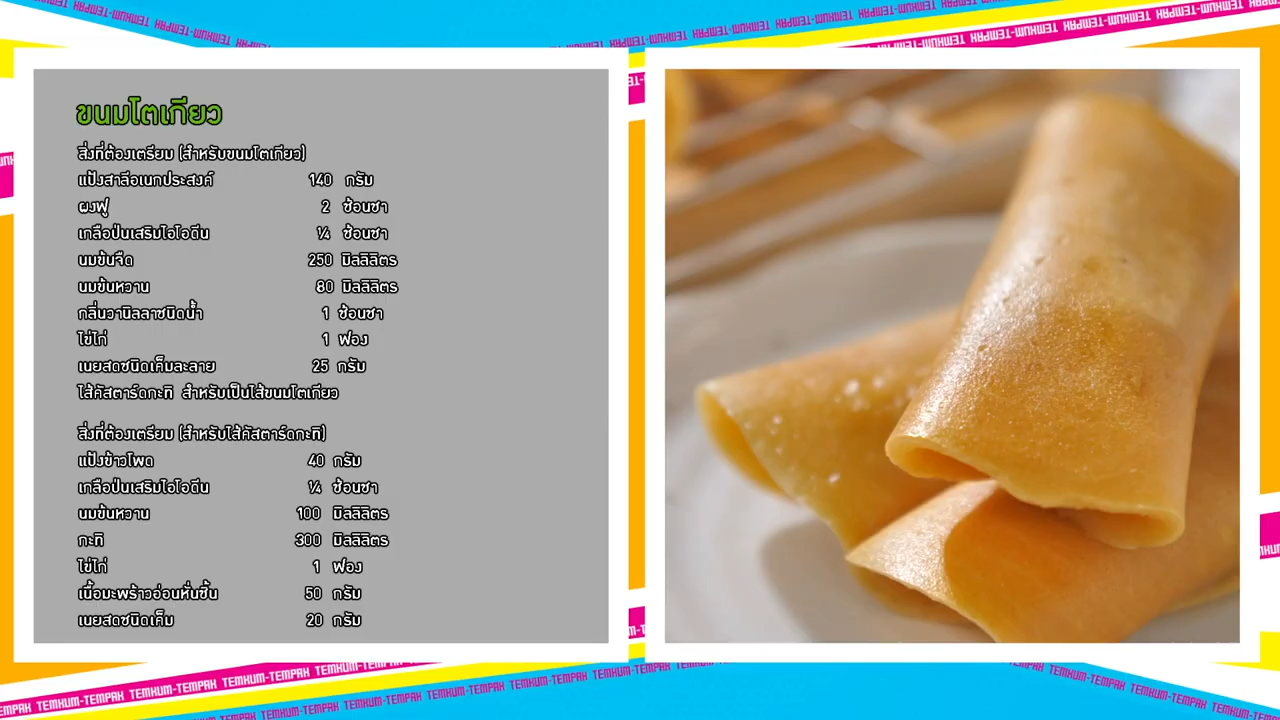 ขนมโตเกียว
สิ่งที่ต้องเตรียม (สำหรับขนมโตเกียว)
แป้งสาลีอเนกประสงค์ 140 กรัม
ผงฟู 2 ช้อนชา
เกลือป่นเสริมไอโอดีน ¼ ช้อนชา
นมข้นจืด 250 มิลลิลิตร
นมข้นหวาน 80 มิลลิลิตร
กลิ่นวานิลลาชนิดน้ำ 1 ช้อนชา
ไข่ไก่ 1 ฟอง
เนยสดชนิดเค็มละลาย 25 กรัม
ไส้คัสตาร์ดกะทิ สำหรับเป็นไส้ขนมโตเกียว
สิ่งที่ต้องเตรียม (สำหรับไส้คัสตาร์ดกะทิ)
แป้งข้าวโพด 40 กรัม
เกลือป่นเสริมไอโอดีน ¼ ช้อนชา
นมข้นหวาน 100 มิลลิลิตร
กะทิ 300 มิลลิลิตร
ไข่ไก่ 1 ฟอง
เนื้อมะพร้าวอ่อนหั่นชิ้น 50 กรัม
เนยสดชนิดเค็ม 20 กรัม
TEMKUM-TEMPAK TEMKUM-TEMPAK TEMKUM-TEMPAK TEMKUM-TEMPAK